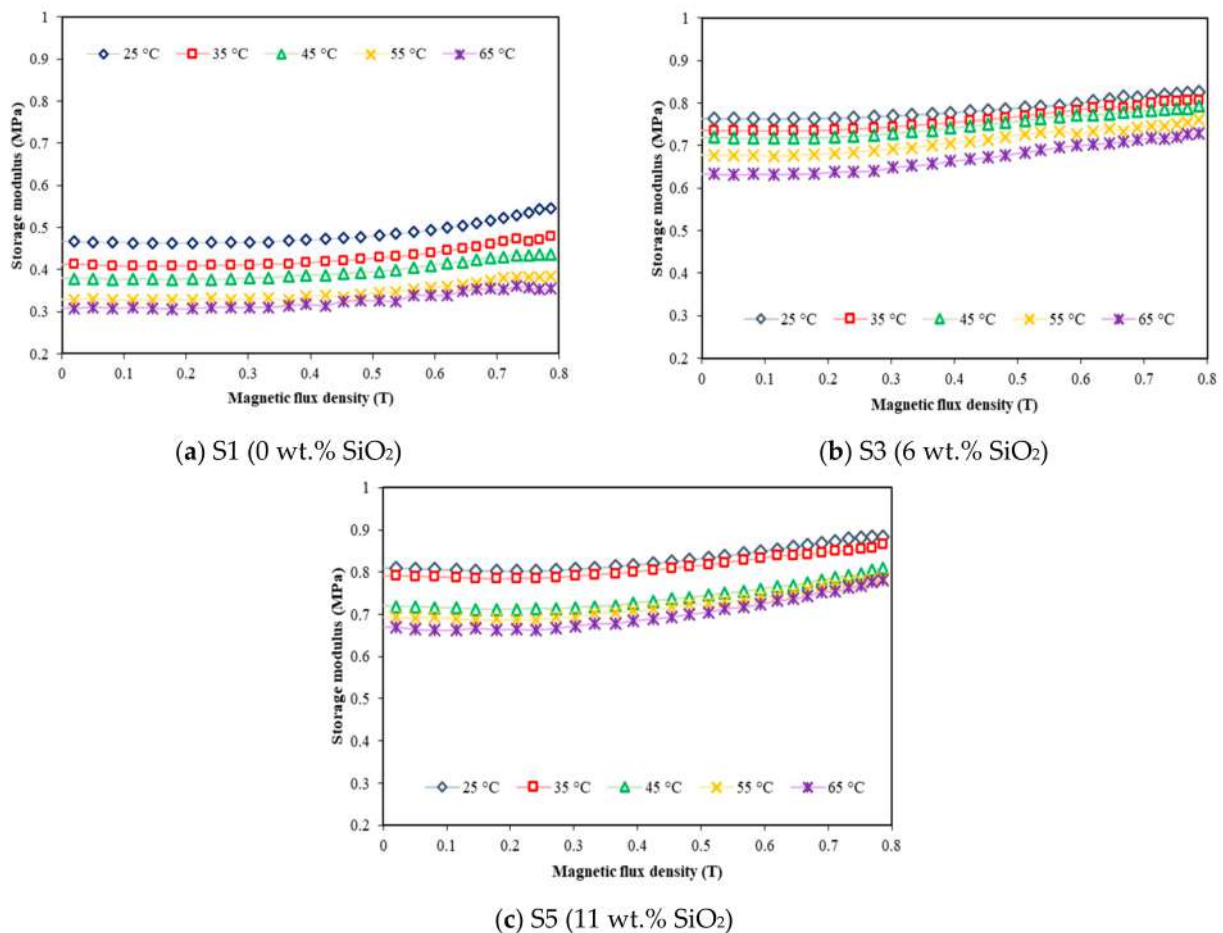 1
0.9
0.8
0.7
0.6
0.5
0.4
0.3
0.2
Storage modulus (MPa)
25 °C 35 °C 45 °C 55 °C 65 °C
0 0.1 0.2 0.3 0.4 0.5 0.6 0.7 0.8
Magnetic flux density (T)
(a) S1 (0 wt.% SiO₂)
1
0.9
0.8
0.7
0.6
0.5
0.4
0.3
0.2
Storage modulus (MPa)
25 °C 35 °C 45 °C 55 °C 65 °C
0 0.1 0.2 0.3 0.4 0.5 0.6 0.7 0.8
Magnetic flux density (T)
(b) S3 (6 wt.% SiO₂)
1
0.9
0.8
0.7
0.6
0.5
0.4
0.3
0.2
Storage modulus (MPa)
25 °C 35 °C 45 °C 55 °C 65 °C
0 0.1 0.2 0.3 0.4 0.5 0.6 0.7 0.8
Magnetic flux density (T)
(c) S5 (11 wt.% SiO₂)